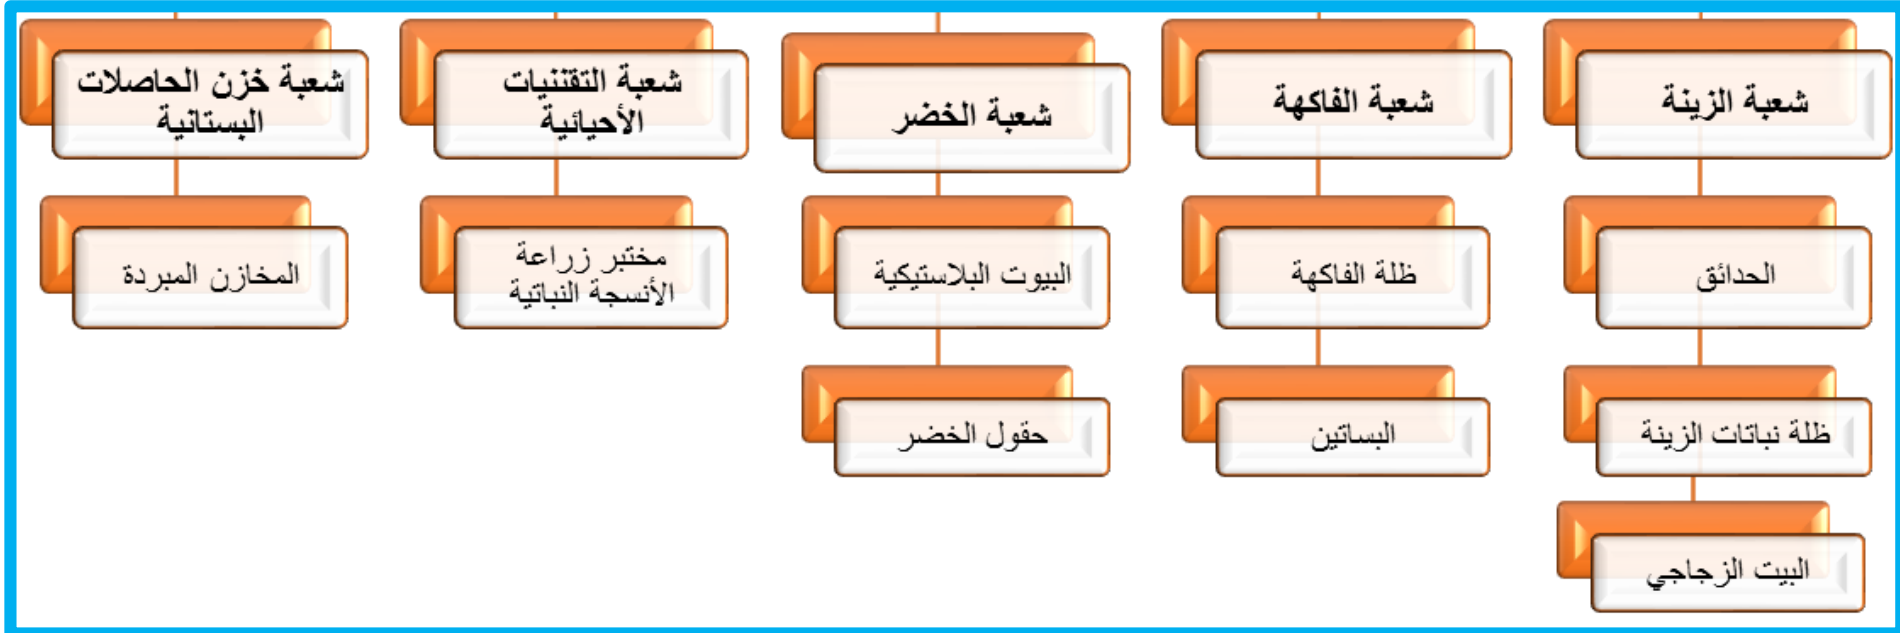 شعبة الزينة
شعبة الفاكهة
شعبة الخضر
شعبة التقننيات
الأحيائية
شعبة خزن الحاصلات
البستانية
الحدائق
ظلة الفاكهة
البيوت البلاستيكية
مختبر زراعة
الأنسجة النباتية
المخازن المبردة
ظلة نباتات الزينة
البساتين
حقول الخضر
البيت الزجاجي